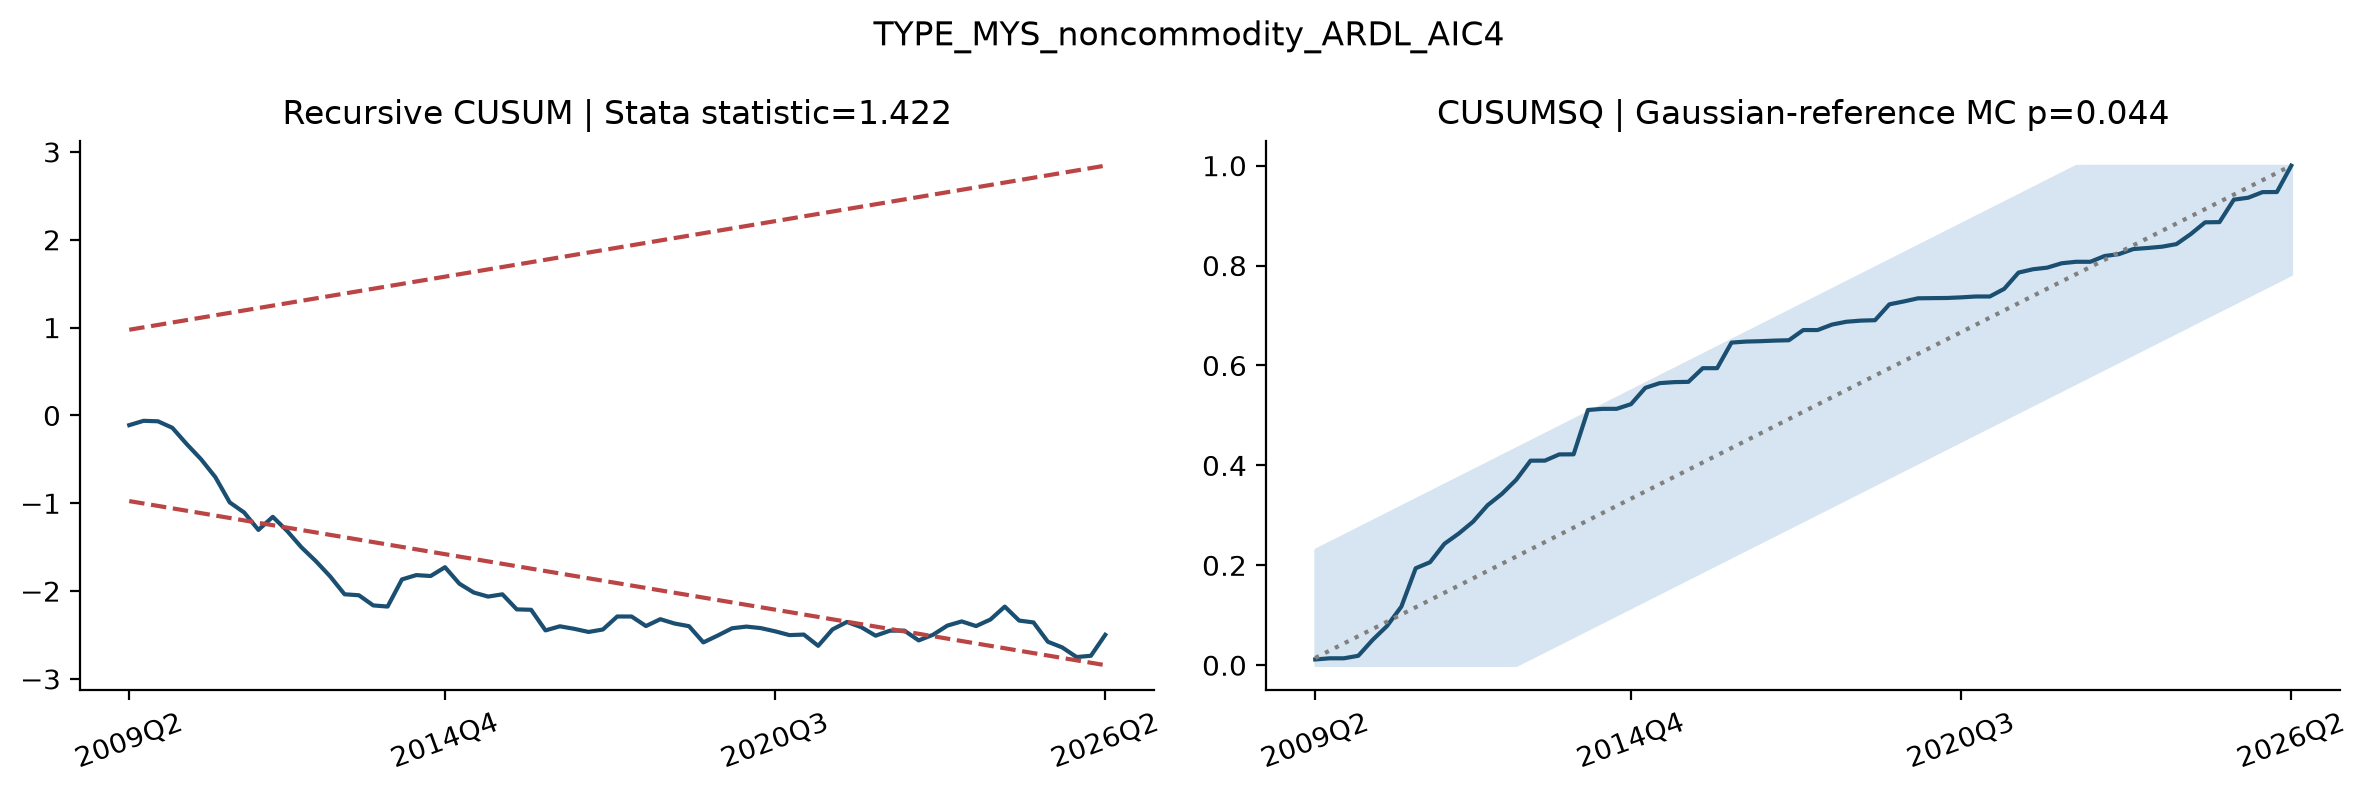 TYPE_MYS_noncommodity_ARDL_AIC4
Recursive CUSUM | Stata statistic=1.422
3
2
1
0
−1
−2
−3
2009Q2
2014Q4
2020Q3
2026Q2
CUSUMSQ | Gaussian-reference MC p=0.044
1.0
0.8
0.6
0.4
0.2
0.0
2009Q2
2014Q4
2020Q3
2026Q2